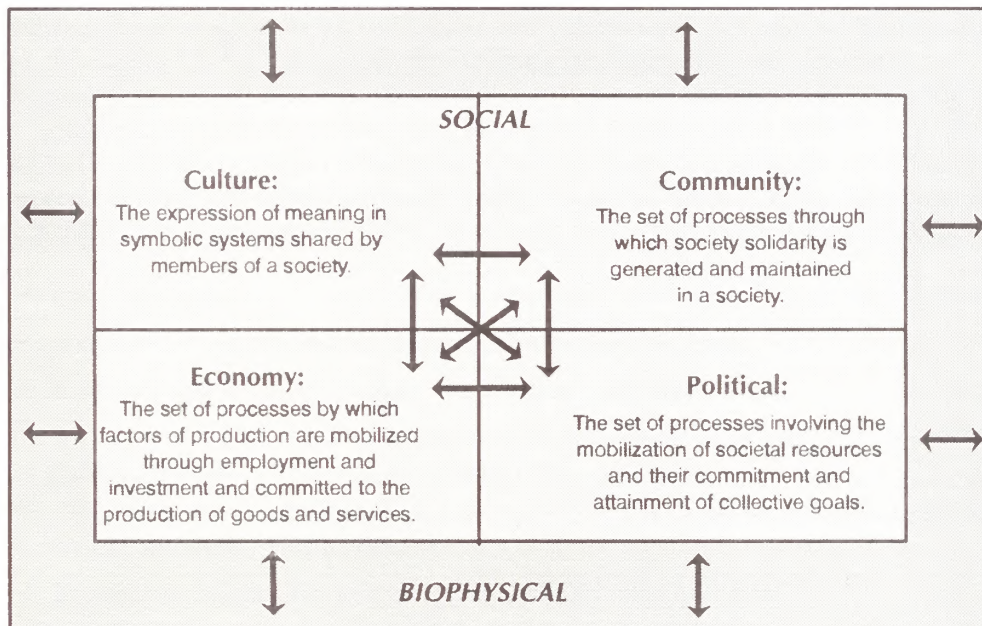 SOCIAL
Culture:
The expression of meaning in
symbolic systems shared by
members of a society.
Community:
The set of processes through
which society solidarity is
generated and maintained
in a society.
Economy:
The set of processes by which
factors of production are mobilized
through employment and
investment and committed to the
production of goods and services.
Political:
The set of processes involving the
mobilization of societal resources
and their commitment and
attainment of collective goals.
BIOPHYSICAL